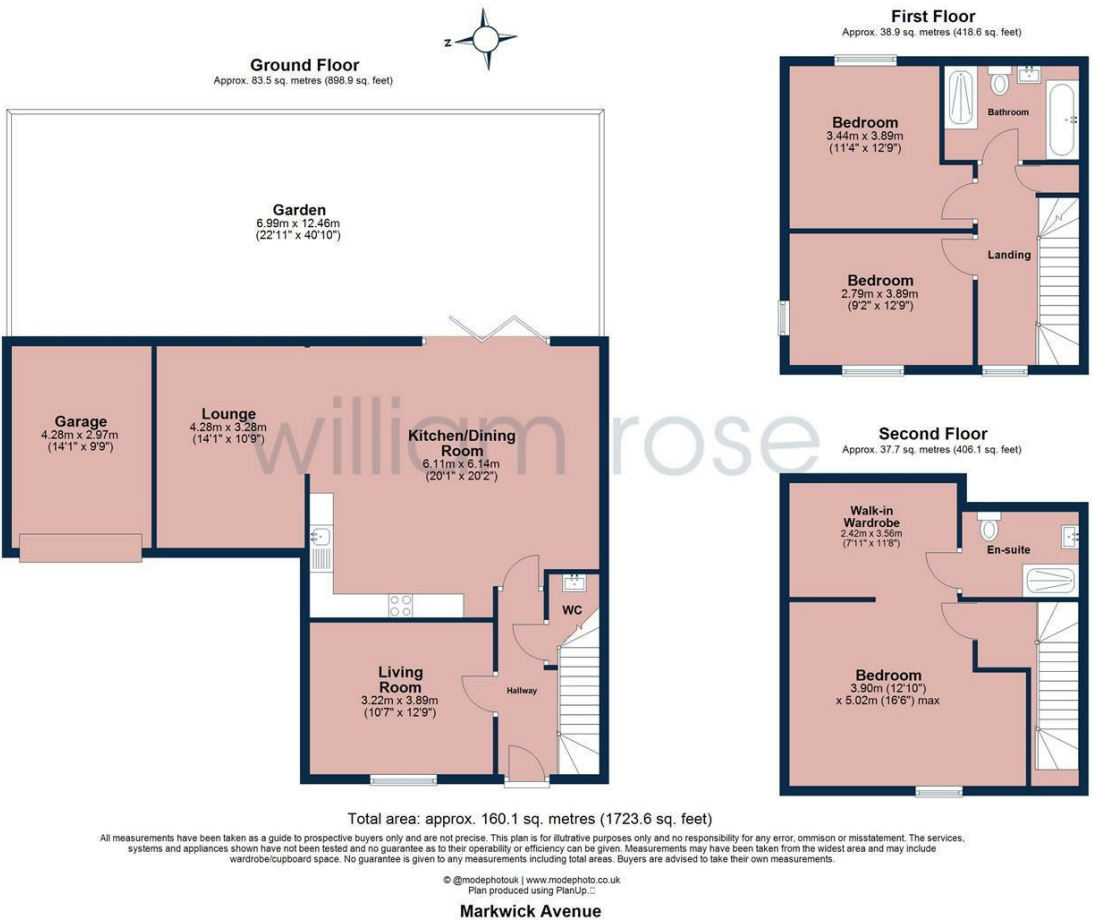 z
Ground Floor
Approx. 83.5 sq. metres (898.9 sq. feet)
Garden
6.99m x 12.46m
(22'11" x 40'10")
Garage
4.28m x 2.97m
(14'1" x 9'9")
Lounge
4.28m x 3.28m
(14'1" x 10'9")
Kitchen/Dining
Room
6.11m x 6.14m
(20'1" x 20'2")
WC
Living
Room
3.22m x 3.89m
(10'7" x 12'9")
Hallway
william rose
First Floor
Approx. 38.9 sq. metres (418.6 sq. feet)
Bedroom
3.44m x 3.89m
(11'4" x 12'9")
Bathroom
Landing
Bedroom
2.79m x 3.89m
(9'2" x 12'9")
Second Floor
Approx. 37.7 sq. metres (406.1 sq. feet)
Walk-in
Wardrobe
2.42m x 3.56m
(7'11" x 11'8")
En-suite
Bedroom
3.90m (12'10")
x 5.02m (16'6") max
Total area: approx. 160.1 sq. metres (1723.6 sq. feet)
All measurements have been taken as a guide to prospective buyers only and are not precise. This plan is for illutrative purposes only and no responsibility for any error, ommison or misstatement. The services,
systems and appliances shown have not been tested and no guarantee as to their operability or efficiency can be given. Measurements may have been taken from the widest area and may include
wardrobe/cupboard space. No guarantee is given to any measurements including total areas. Buyers are advised to take their own measurements.
© @modephotouk | www.modephoto.co.uk
Plan produced using PlanUp.
Markwick Avenue